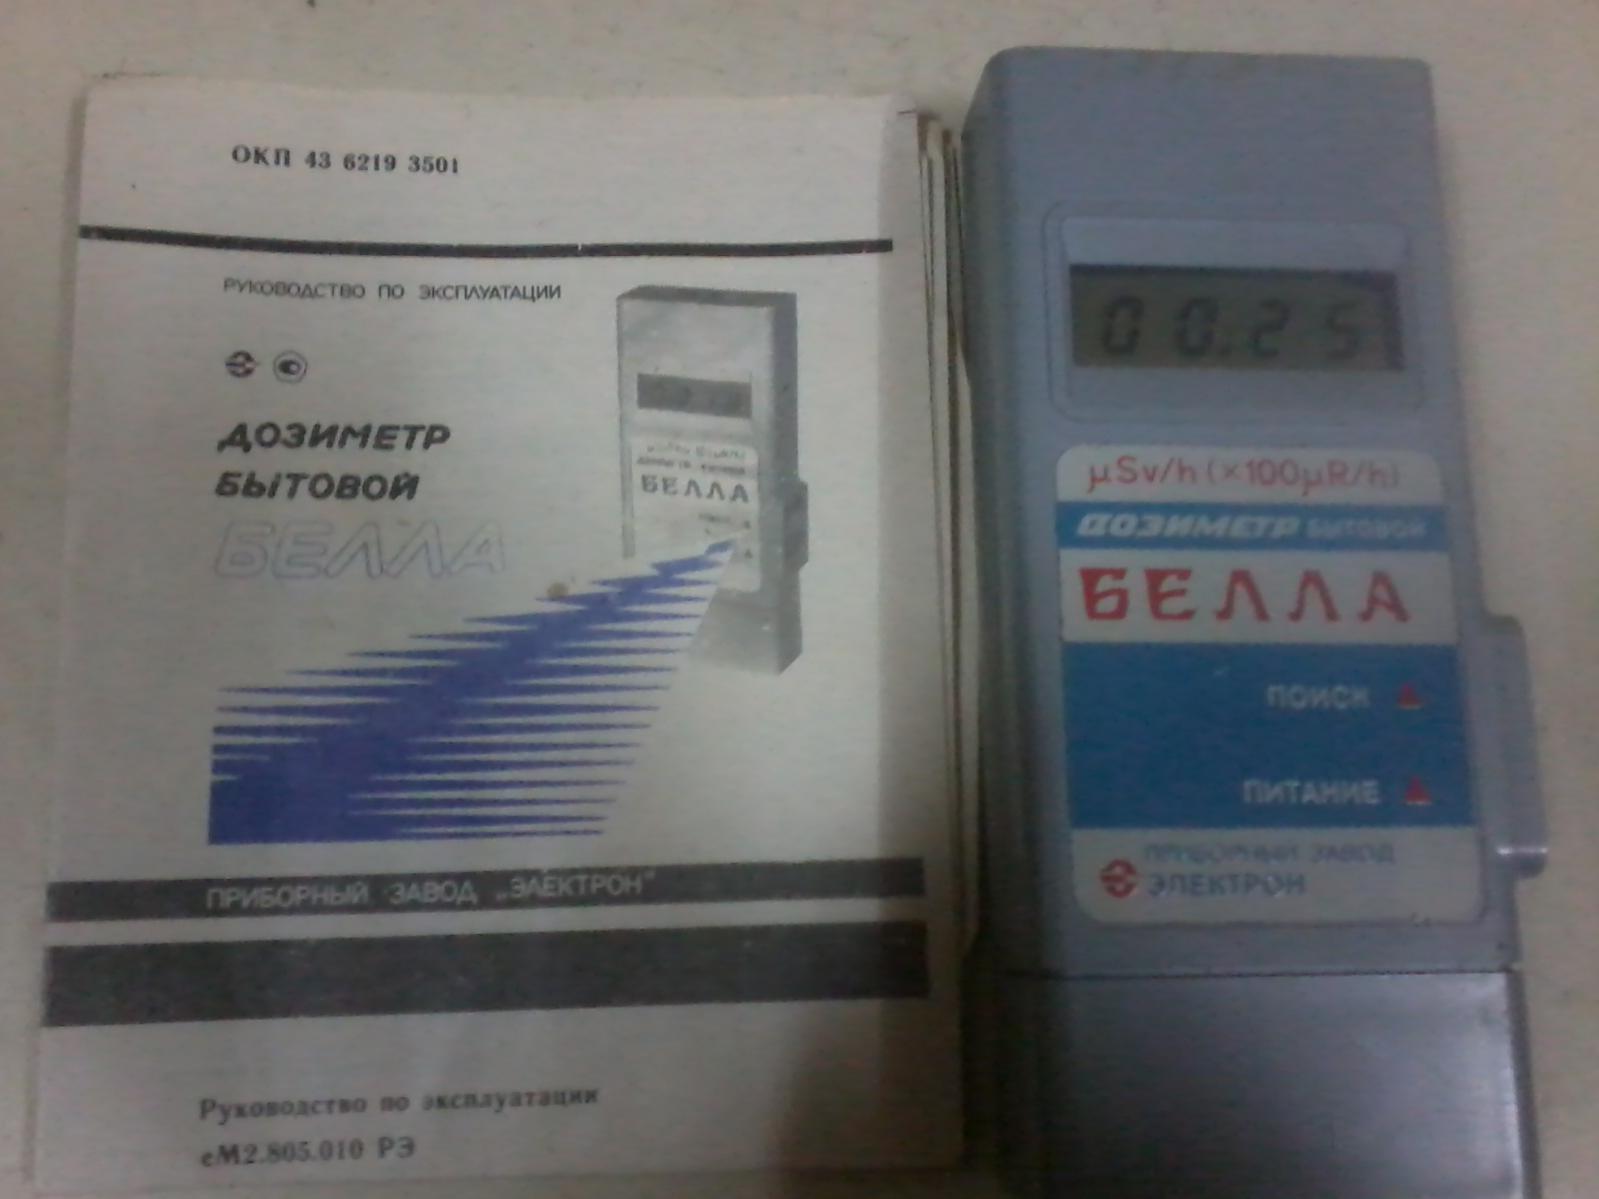 ОКП 43 6219 3501
РУКОВОДСТВО ПО ЭКСПЛУАТАЦИИ
ДОЗИМЕТР
БЫТОВОЙ
БЕЛЛА
БЕЛЛА
ПРИБОРНЫЙ ЗАВОД „ЭЛЕКТРОН"
Руководство по эксплуатации
еМ2.805.010 РЭ
00.25
µSv/h (×100µR/h)
ДОЗИМЕТР БЫТОВОЙ
БЕЛЛА
ПОИСК
ПИТАНИЕ
ПРИБОРНЫЙ ЗАВОД
ЭЛЕКТРОН